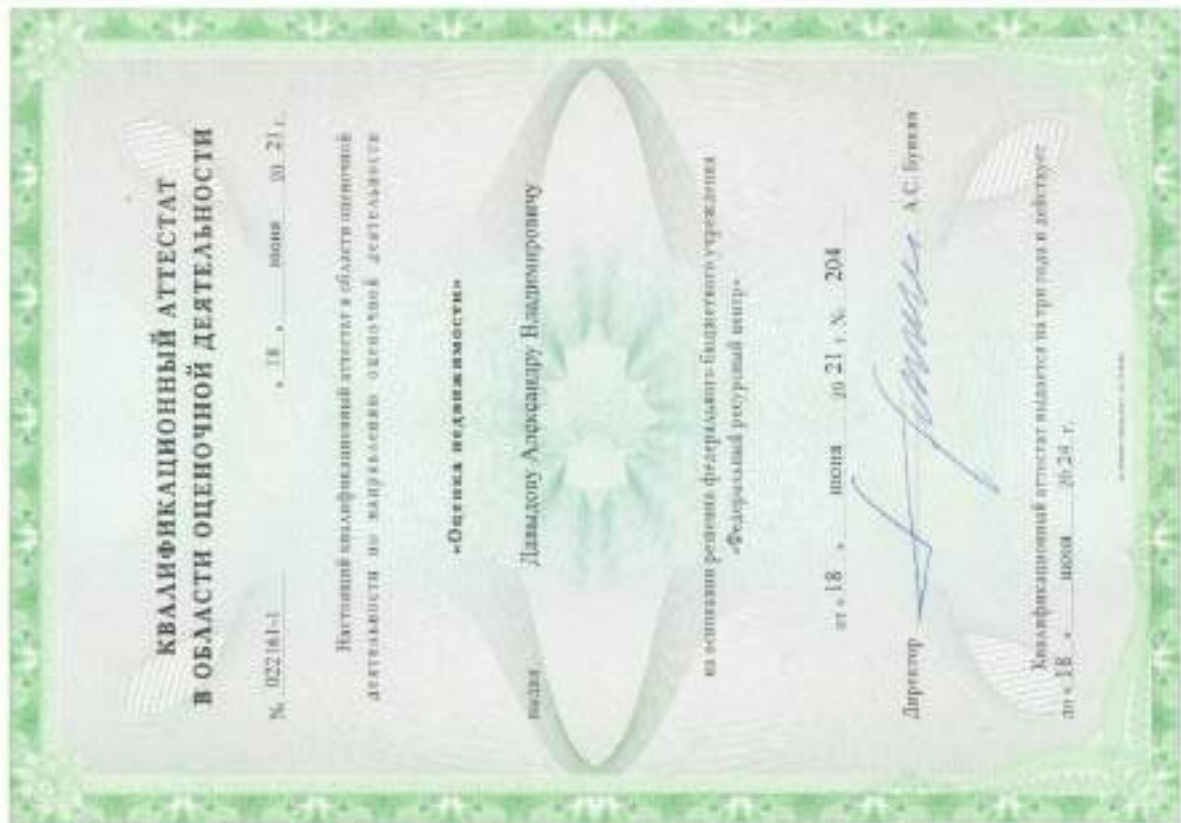 КВАЛИФИКАЦИОННЫЙ АТТЕСТАТ
В ОБЛАСТИ ОЦЕНОЧНОЙ ДЕЯТЕЛЬНОСТИ
№ 022161-1 « 18 » июня 20 21 г.
Настоящий квалификационный аттестат в области оценочной
деятельности по направлению оценочной деятельности
«Оценка недвижимости»
выдан Давыдову Александру Владимировичу
на основании решения федерального бюджетного учреждения
«Федеральный ресурсный центр»
от « 18 » июня 20 21 г. № 204
Директор А.С. Бункин
Квалификационный аттестат выдается на три года и действует
до « 18 » июня 20 24 г.